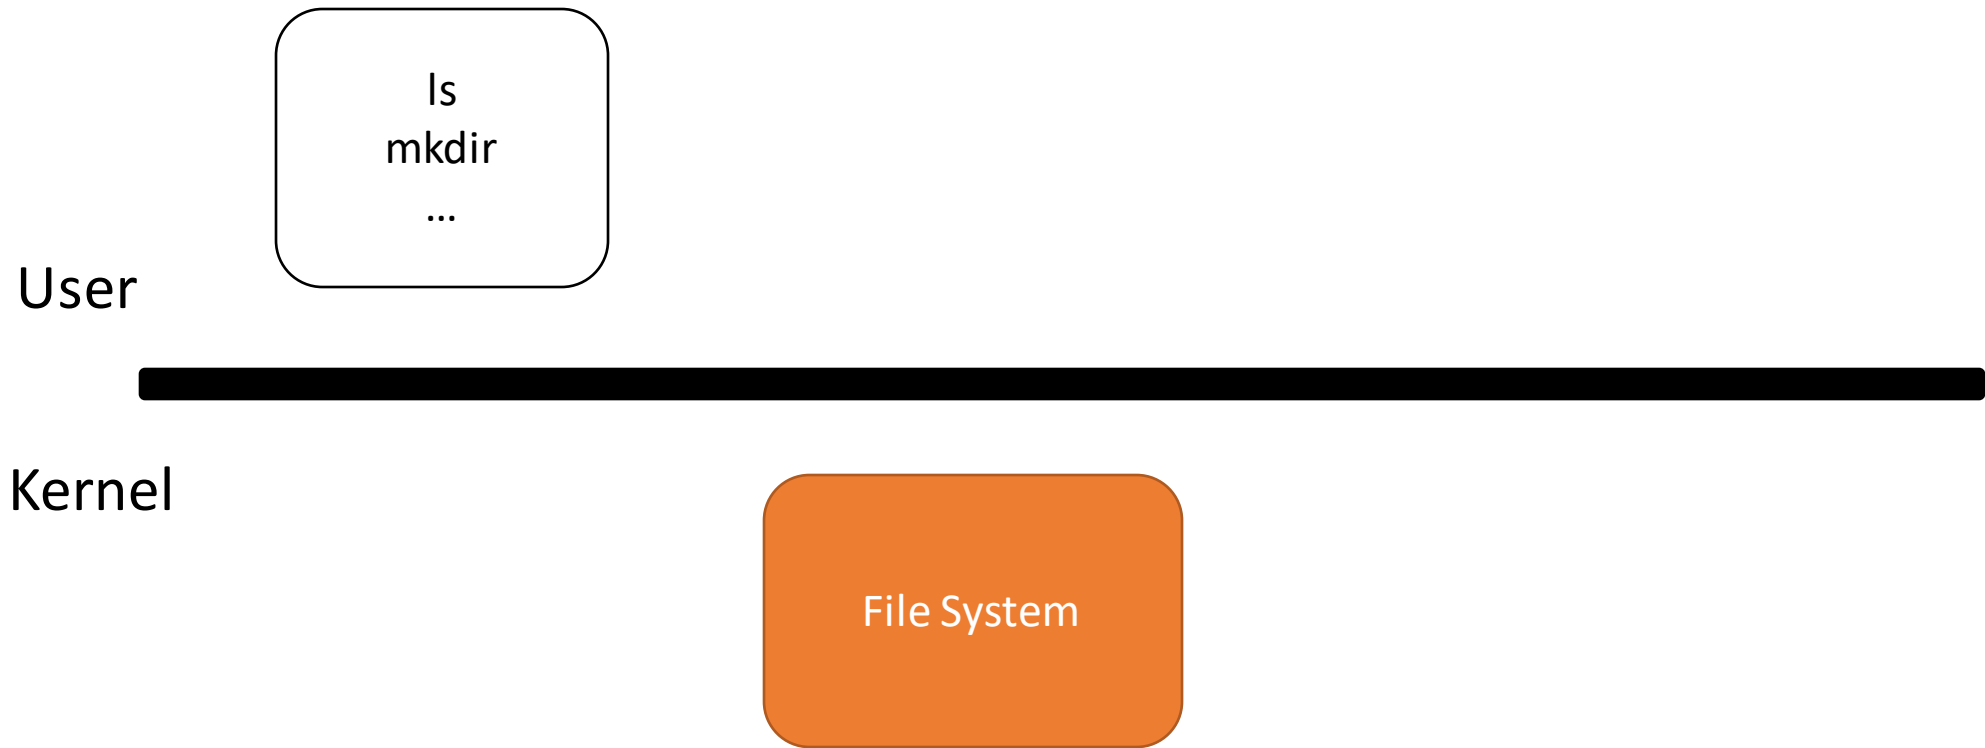 ls
mkdir
…
User
Kernel
File System